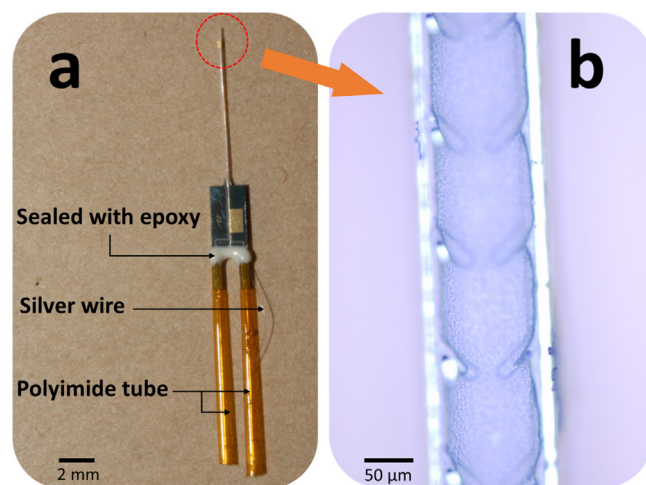 a
b
Sealed with epoxy
Silver wire
Polyimide tube
2 mm
50 µm